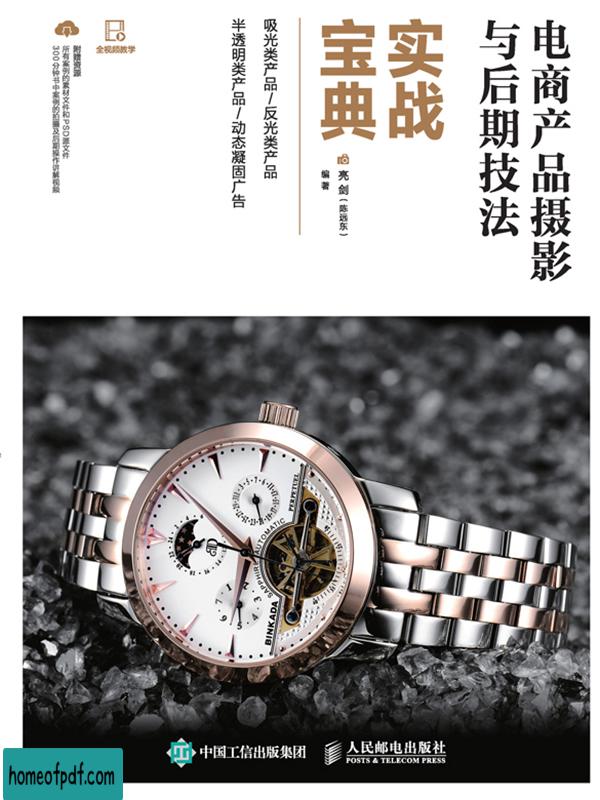 电商产品摄影
与后期技法
实战
宝典
亮剑(陈远东)
编著
吸光类产品/反光类产品
半透明类产品/动态凝固广告
全视频教学
附赠资源
所有案例的素材文件和PSD源文件
300分钟书中案例的拍摄及后期操作讲解视频
PERPETUEL
SAPPHIRE AUTOMATIC
BINKADA
中国工信出版集团
人民邮电出版社
POSTS & TELECOM PRESS
homeofpdf.com